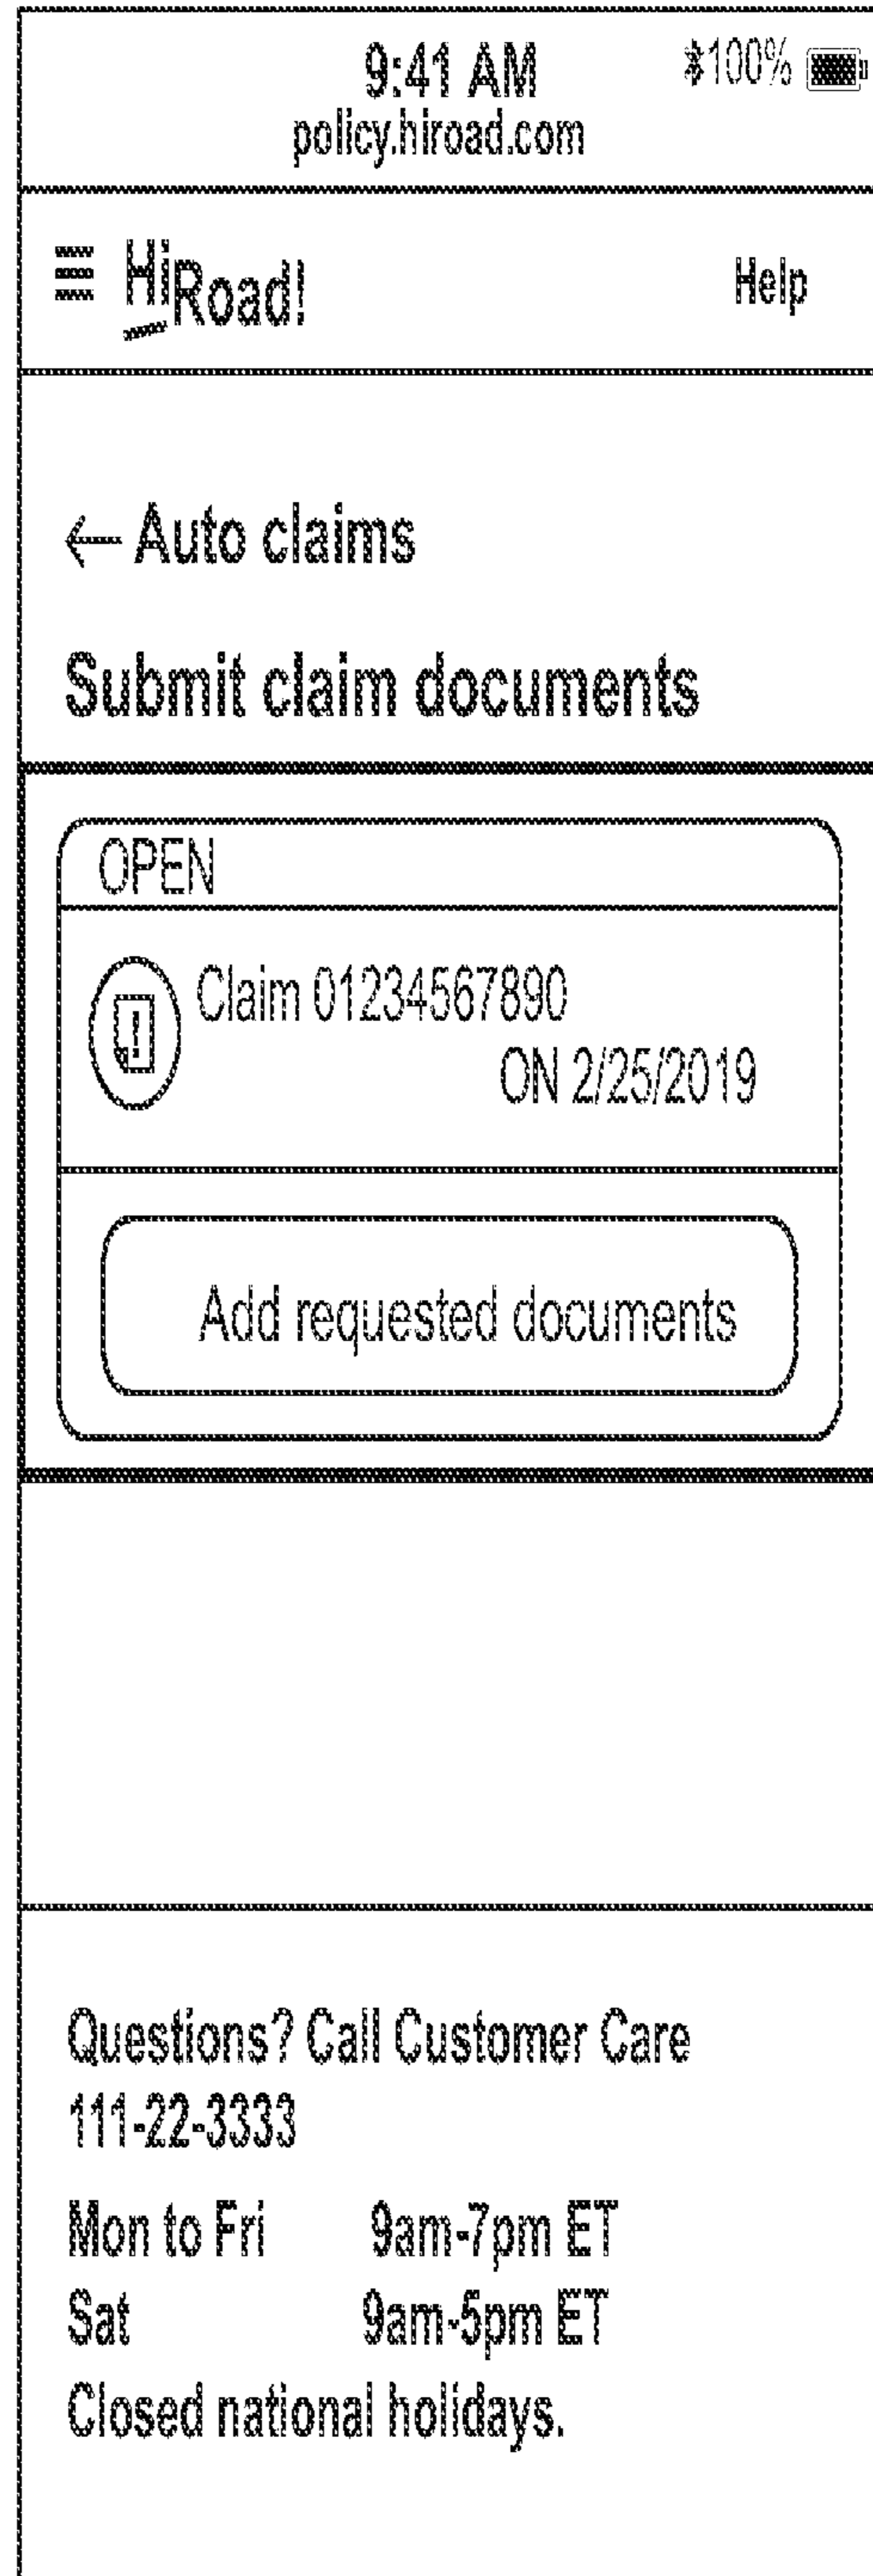 9:41 AM 100%
policy.hiroad.com
HiRoad! Help
← Auto claims
Submit claim documents
OPEN
Claim 01234567890
ON 2/25/2019
Add requested documents
Questions? Call Customer Care
111-22-3333
Mon to Fri 9am-7pm ET
Sat 9am-5pm ET
Closed national holidays.